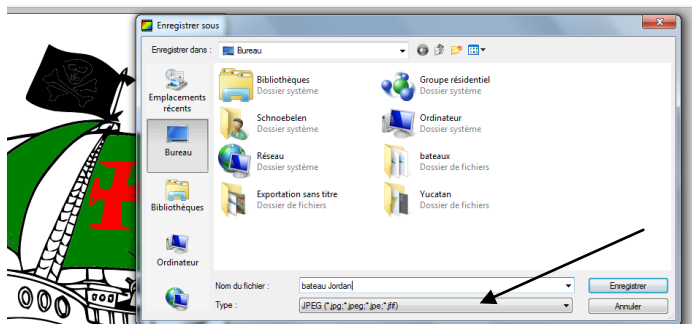 Enregistrer sous
Enregistrer dans :
Bureau
Emplacements
récents
Bureau
Bibliothèques
Ordinateur
Bibliothèques
Dossier système
Groupe résidentiel
Dossier système
Schnoebelen
Dossier système
Ordinateur
Dossier système
Réseau
Dossier système
bateaux
Dossier de fichiers
Exportation sans titre
Dossier de fichiers
Yucatan
Dossier de fichiers
Nom du fichier :
bateau Jordan
Enregistrer
Type :
JPEG (*.jpg;*.jpeg;*.jpe;*.jfif)
Annuler